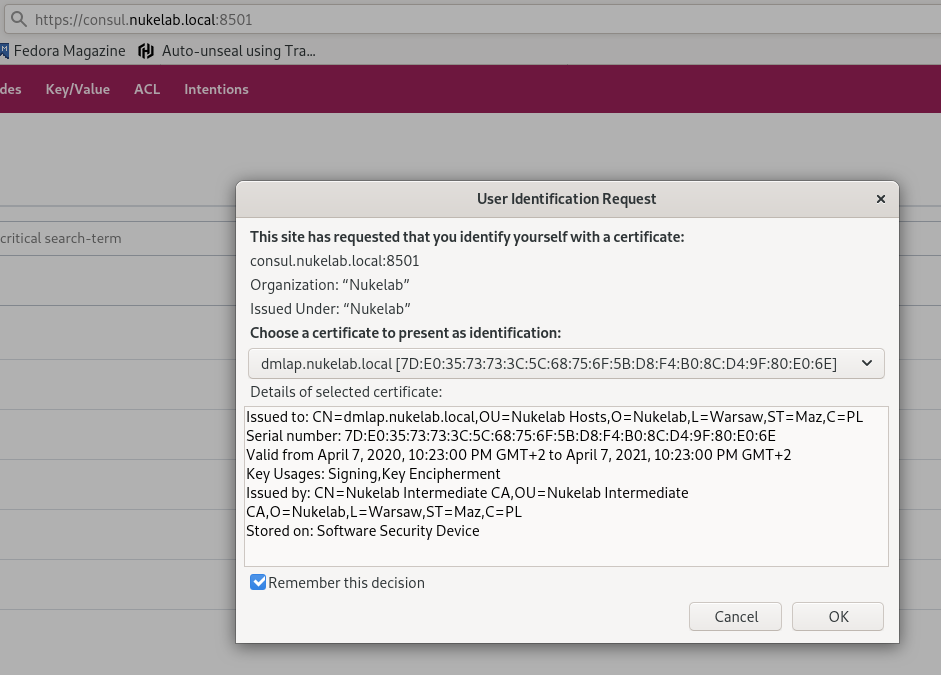 https://consul.nukelab.local:8501
Fedora Magazine Auto-unseal using Tra...
des Key/Value ACL Intentions
User Identification Request
critical search-term
This site has requested that you identify yourself with a certificate:
consul.nukelab.local:8501
Organization: “Nukelab”
Issued Under: “Nukelab”
Choose a certificate to present as identification:
dmlap.nukelab.local [7D:E0:35:73:73:3C:5C:68:75:6F:5B:D8:F4:B0:8C:D4:9F:80:E0:6E]
Details of selected certificate:
Issued to: CN=dmlap.nukelab.local,OU=Nukelab Hosts,O=Nukelab,L=Warsaw,ST=Maz,C=PL
Serial number: 7D:E0:35:73:73:3C:5C:68:75:6F:5B:D8:F4:B0:8C:D4:9F:80:E0:6E
Valid from April 7, 2020, 10:23:00 PM GMT+2 to April 7, 2021, 10:23:00 PM GMT+2
Key Usages: Signing,Key Encipherment
Issued by: CN=Nukelab Intermediate CA,OU=Nukelab Intermediate
CA,O=Nukelab,L=Warsaw,ST=Maz,C=PL
Stored on: Software Security Device
Remember this decision
Cancel OK